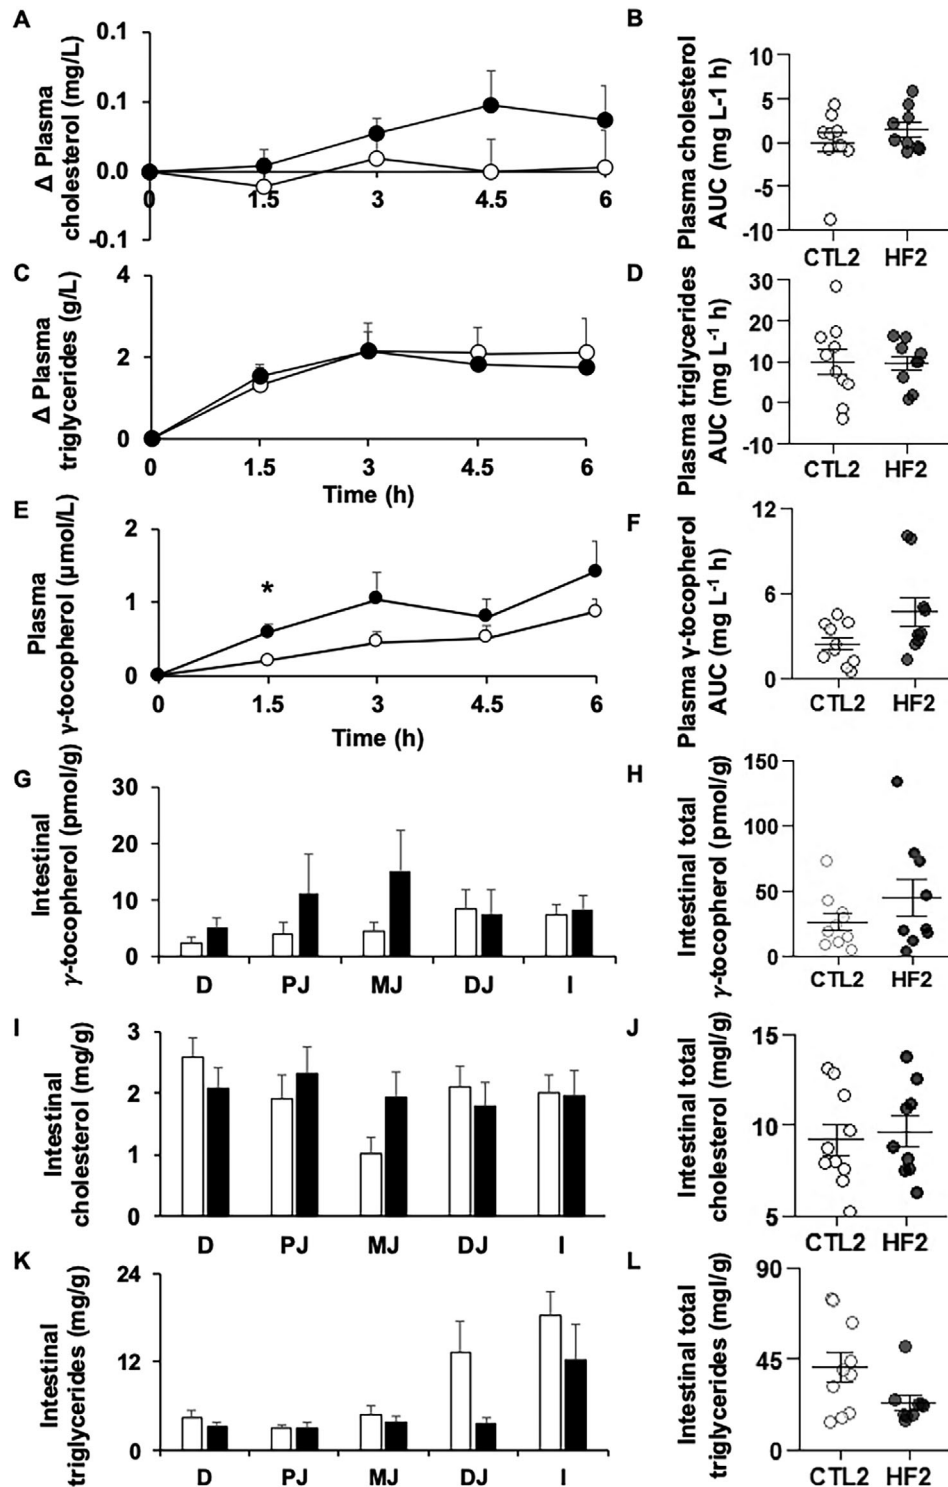 A
Δ Plasma
cholesterol (mg/L)
0.1
0.1
0.0
-0.1
0
1.5
3
4.5
6
B
Plasma cholesterol
AUC (mg L-1 h)
10
5
0
-5
-10
CTL2
HF2
C
Δ Plasma
triglycerides (g/L)
4
2
0
0
1.5
3
4.5
6
Time (h)
D
Plasma triglycerides
AUC (mg L-1 h)
30
20
10
0
-10
CTL2
HF2
E
Plasma
γ-tocopherol (µmol/L)
2
1
0
*
0
1.5
3
4.5
6
Time (h)
F
Plasma γ-tocopherol
AUC (mg L-1 h)
12
6
0
CTL2
HF2
G
Intestinal
γ-tocopherol (pmol/g)
30
20
10
0
D
PJ
MJ
DJ
I
H
Intestinal total
γ-tocopherol (pmol/g)
150
100
50
0
CTL2
HF2
I
Intestinal
cholesterol (mg/g)
3
2
1
0
D
PJ
MJ
DJ
I
J
Intestinal total
cholesterol (mgl/g)
15
10
5
CTL2
HF2
K
Intestinal
triglycerides (mg/g)
24
12
0
D
PJ
MJ
DJ
I
L
Intestinal total
triglycerides (mgl/g)
90
45
0
CTL2
HF2